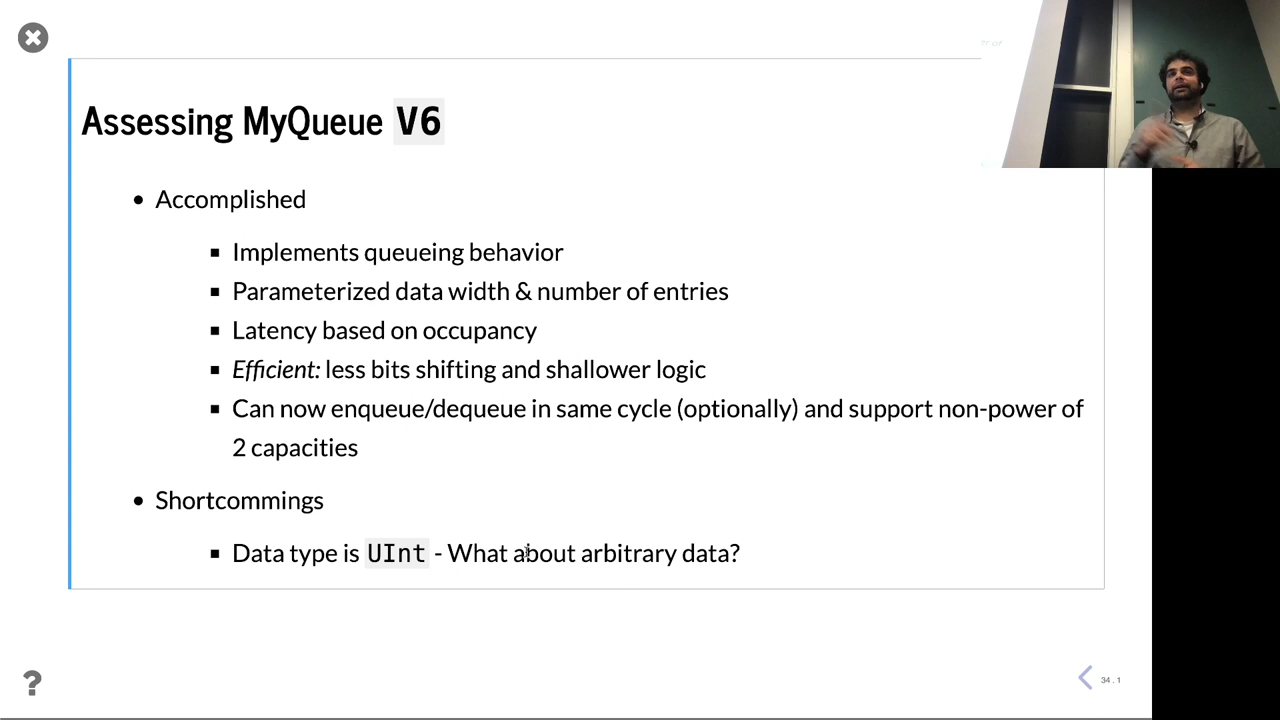 Assessing MyQueue V6
• Accomplished
▪ Implements queueing behavior
▪ Parameterized data width & number of entries
▪ Latency based on occupancy
▪ Efficient: less bits shifting and shallower logic
▪ Can now enqueue/dequeue in same cycle (optionally) and support non-power of
2 capacities
• Shortcommings
▪ Data type is UInt - What about arbitrary data?
?
34.1